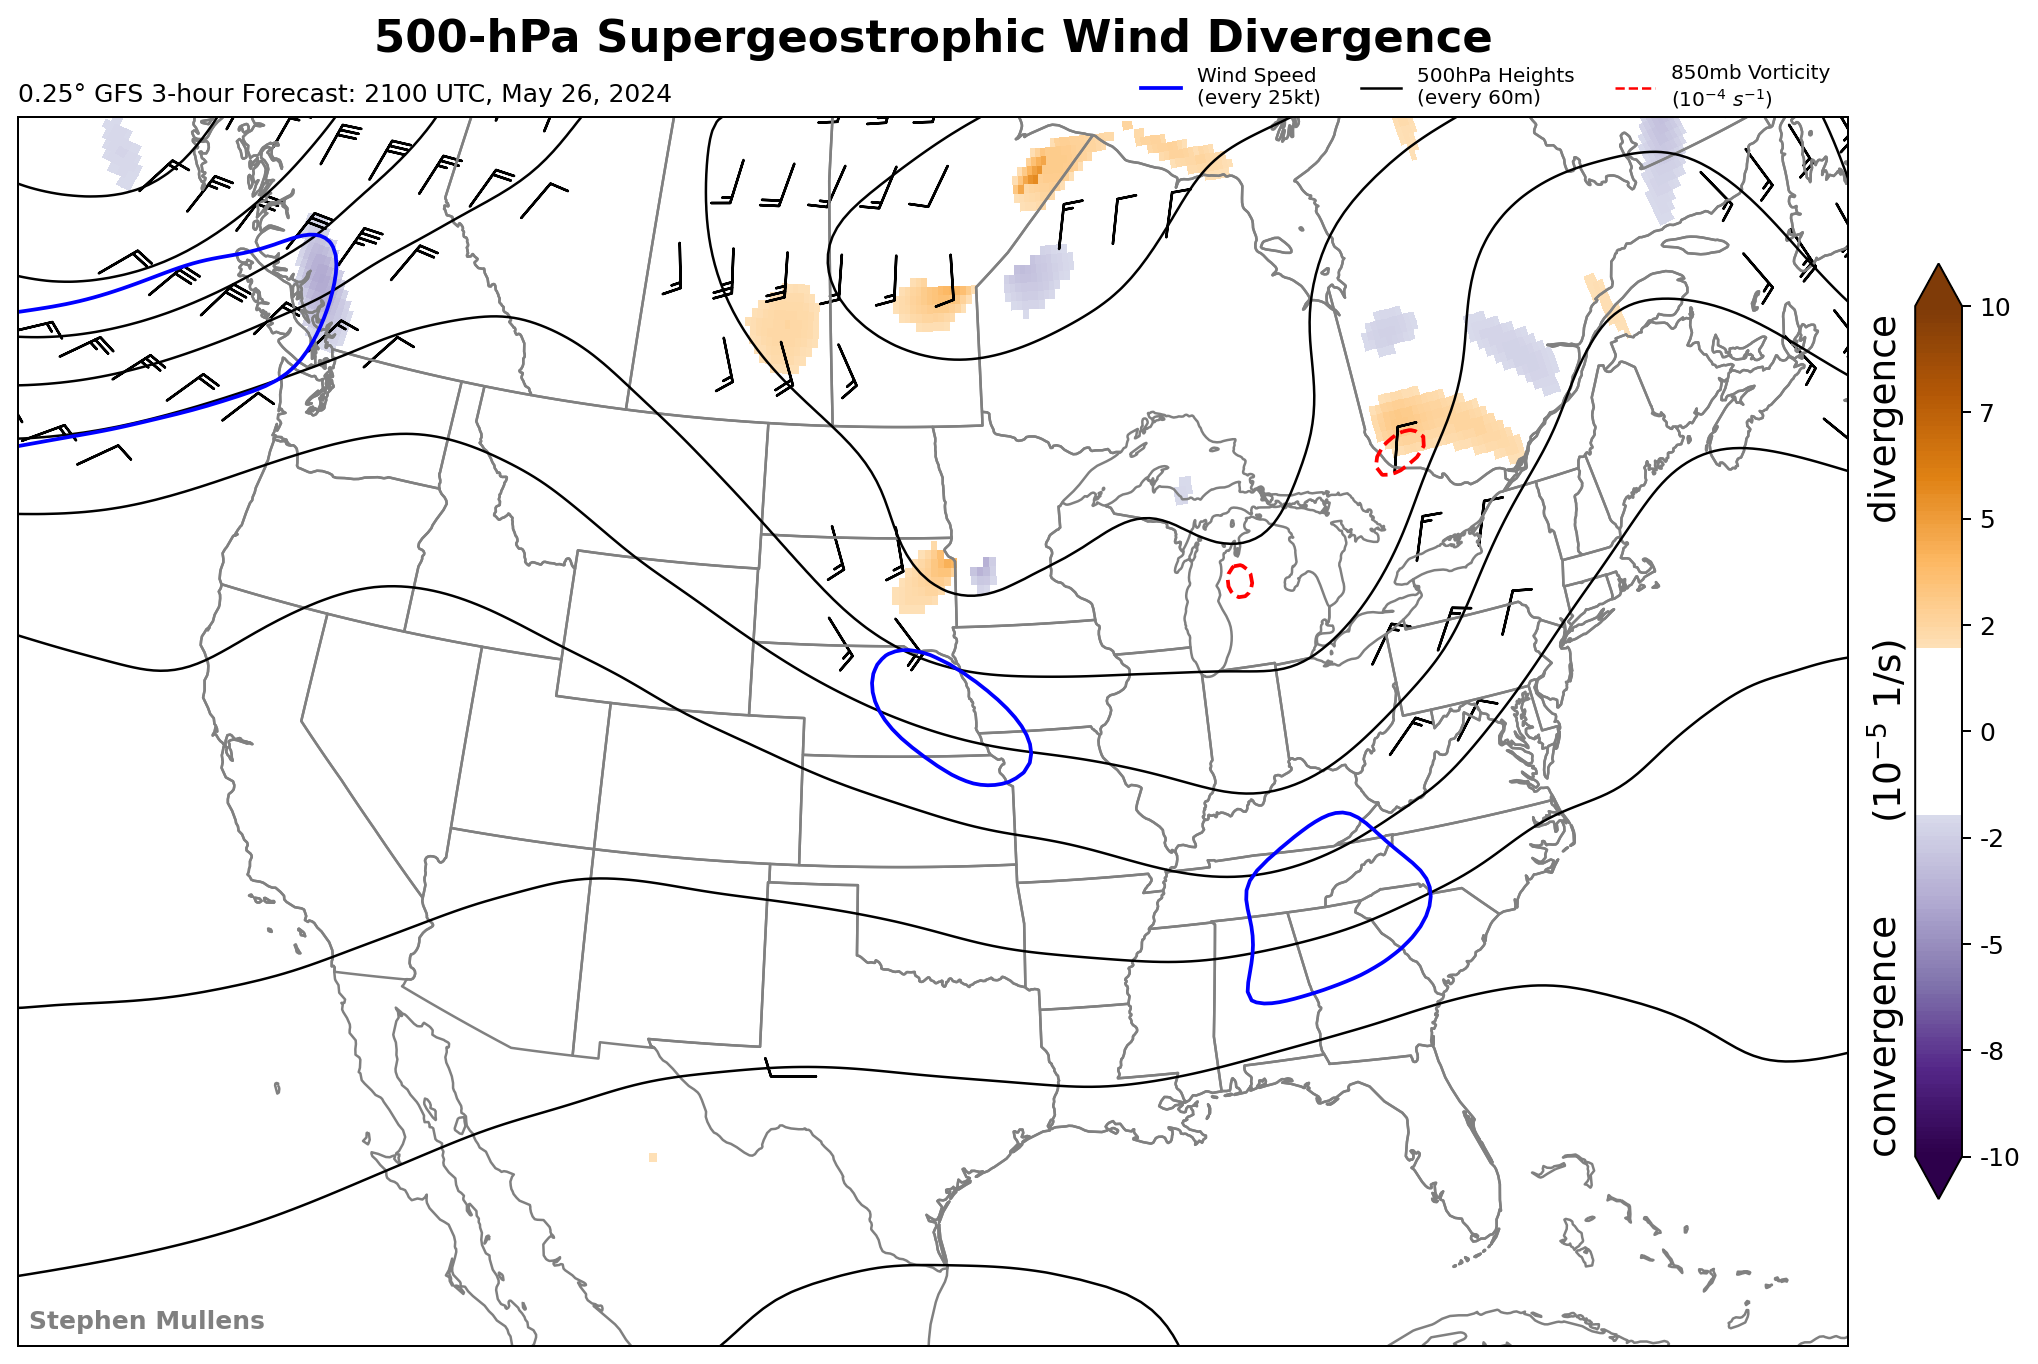 500-hPa Supergeostrophic Wind Divergence
0.25° GFS 3-hour Forecast: 2100 UTC, May 26, 2024
Wind Speed
(every 25kt)
500hPa Heights
(every 60m)
850mb Vorticity
(10⁻⁴ s⁻¹)
10
7
5
2
0
-2
-5
-8
-10
convergence (10⁻⁵ 1/s) divergence
Stephen Mullens